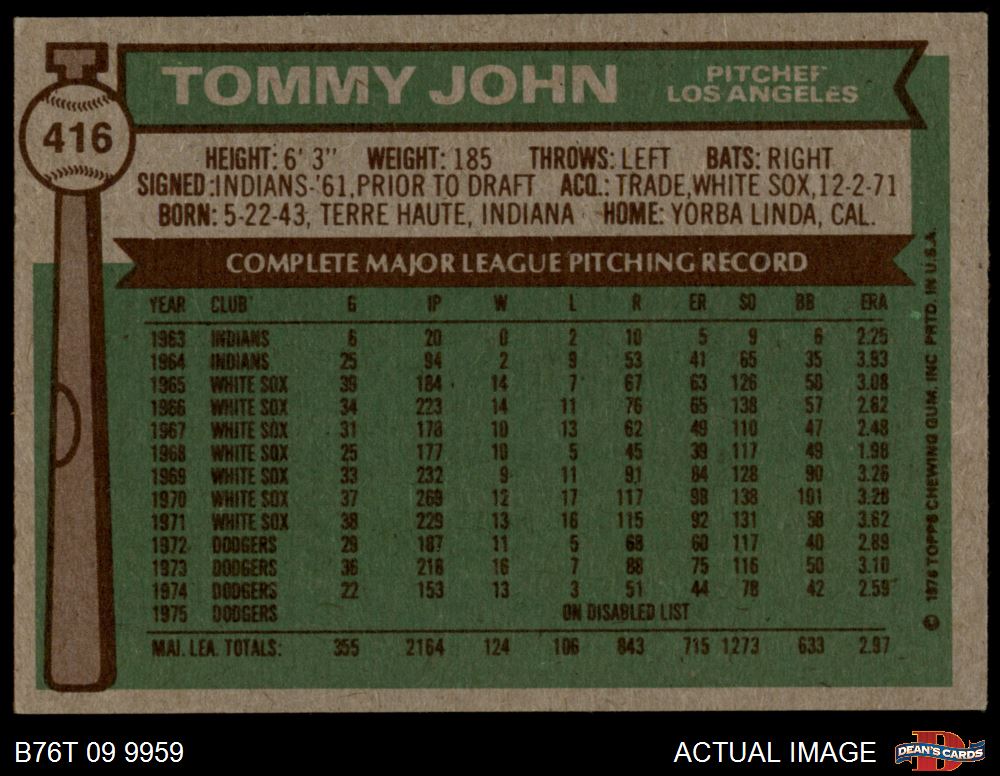 TOMMY JOHN
PITCHER
LOS ANGELES
416
HEIGHT: 6' 3" WEIGHT: 185 THROWS: LEFT BATS: RIGHT
SIGNED: INDIANS-'61, PRIOR TO DRAFT ACQ.: TRADE, WHITE SOX, 12-2-71
BORN: 5-22-43, TERRE HAUTE, INDIANA HOME: YORBA LINDA, CAL.
COMPLETE MAJOR LEAGUE PITCHING RECORD
YEAR CLUB G IP W L R ER SO BB ERA
1963 INDIANS 6 20 0 2 10 5 9 6 2.25
1964 INDIANS 25 94 2 9 53 41 65 35 3.93
1965 WHITE SOX 39 184 14 7 67 63 126 58 3.08
1966 WHITE SOX 34 223 14 11 76 65 138 57 2.62
1967 WHITE SOX 31 178 10 13 62 49 110 47 2.48
1968 WHITE SOX 25 177 10 5 45 39 117 49 1.98
1969 WHITE SOX 33 232 9 11 91 84 128 90 3.26
1970 WHITE SOX 37 269 12 17 117 98 138 101 3.28
1971 WHITE SOX 38 229 13 16 115 92 131 58 3.62
1972 DODGERS 29 187 11 5 68 60 117 40 2.89
1973 DODGERS 36 218 16 7 88 75 116 50 3.10
1974 DODGERS 22 153 13 3 51 44 78 42 2.59
1975 DODGERS ON DISABLED LIST
MAJ. LEA. TOTALS: 355 2164 124 106 843 715 1273 633 2.97
© 1976 TOPPS CHEWING GUM, INC PRTD. IN U.S.A.
B76T 09 9959
ACTUAL IMAGE
DEAN'S CARDS